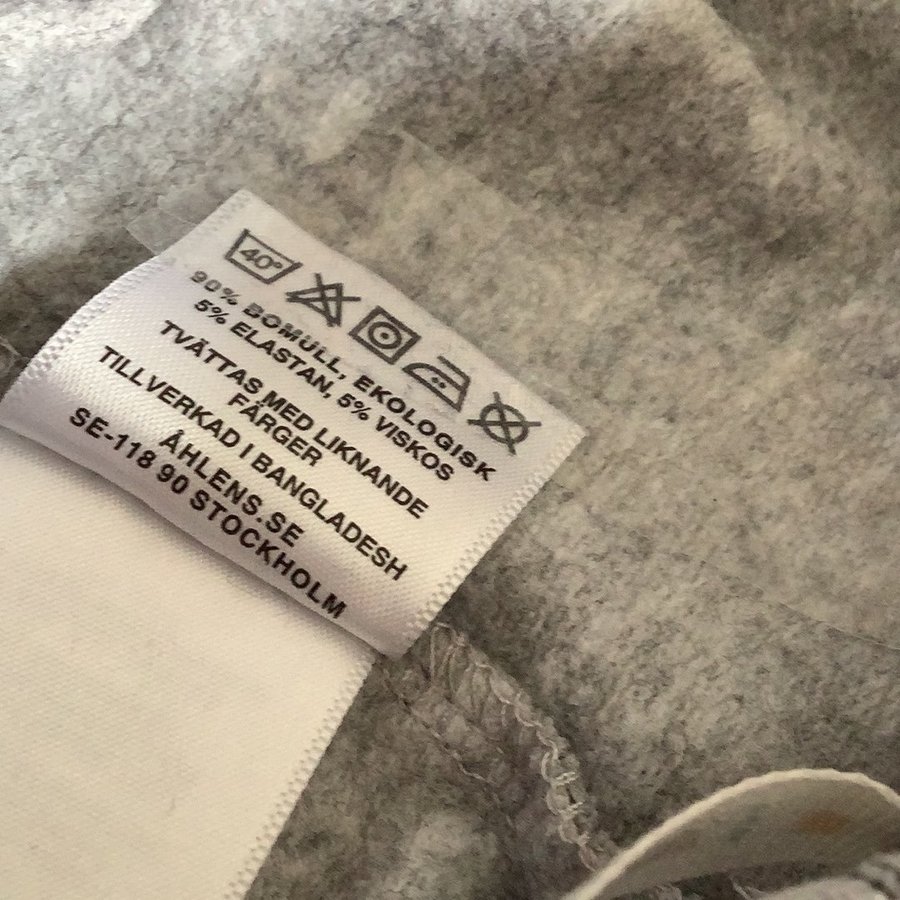 40°
90% BOMULL, EKOLOGISK
5% ELASTAN, 5% VISKOS
TVÄTTAS MED LIKNANDE
FÄRGER
TILLVERKAD I BANGLADESH
ÅHLENS.SE
SE-118 90 STOCKHOLM